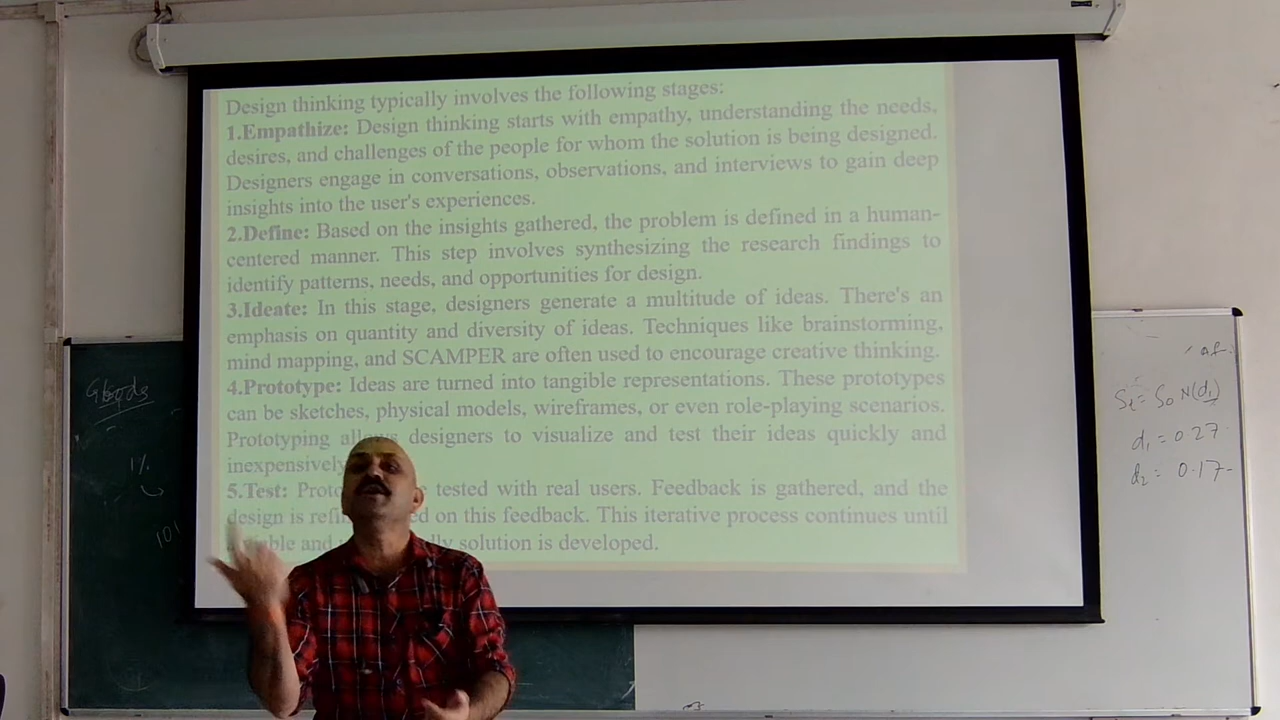 Design thinking typically involves the following stages:
1.Empathize: Design thinking starts with empathy, understanding the needs,
desires, and challenges of the people for whom the solution is being designed.
Designers engage in conversations, observations, and interviews to gain deep
insights into the user's experiences.
2.Define: Based on the insights gathered, the problem is defined in a human-
centered manner. This step involves synthesizing the research findings to
identify patterns, needs, and opportunities for design.
3.Ideate: In this stage, designers generate a multitude of ideas. There's an
emphasis on quantity and diversity of ideas. Techniques like brainstorming,
mind mapping, and SCAMPER are often used to encourage creative thinking.
4.Prototype: Ideas are turned into tangible representations. These prototypes
can be sketches, physical models, wireframes, or even role-playing scenarios.
Prototyping allows designers to visualize and test their ideas quickly and
inexpensively
5.Test: tested with real users. Feedback is gathered, and the
design is on this feedback. This iterative process continues until
and solution is developed.
1%
d₁ = 0.27
d₂ = 0.17